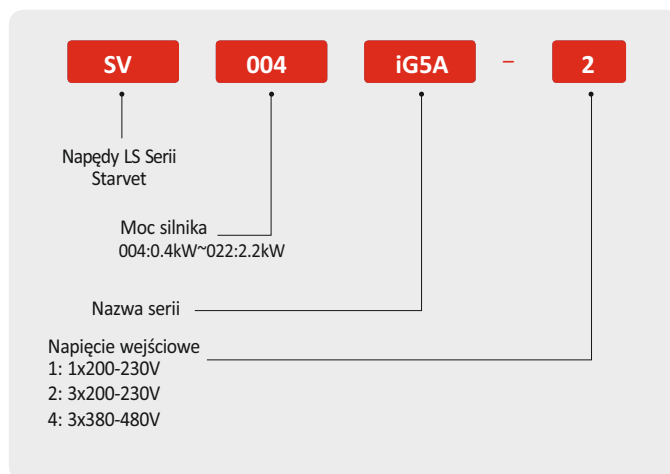 SV 004 iG5A – 2
Napędy LS Serii
Starvet
Moc silnika
004:0.4kW~022:2.2kW
Nazwa serii
Napięcie wejściowe
1: 1x200-230V
2: 3x200-230V
4: 3x380-480V